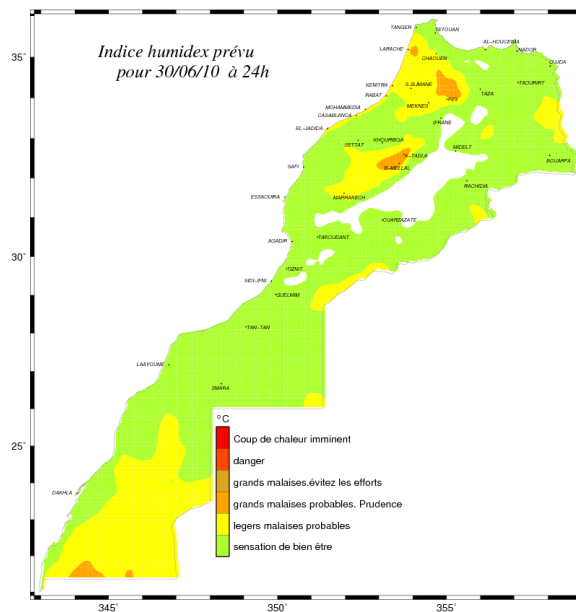 Indice humidex prévu
pour 30/06/10 à 24h
35˚
30˚
25˚
345˚
350˚
355˚
TANGER
TETOUAN
LARACHE
AL-HOUCEIMA
NADOR
OUJDA
CHAOUEN
KENITRA
S.SLIMANE
TAOURIRT
RABAT
FES
TAZA
MOHAMMEDIA
MEKNES
CASABLANCA
IFRANE
EL-JADIDA
SETTAT
KHOURIBGA
MIDELT
K-TADLA
BOUARFA
SAFI
B-MELLAL
RACHIDIA
ESSAOUIRA
MARRAKECH
OUARZAZATE
AGADIR
TAROUDANT
TIZNIT
SIDI-IFNI
GUELMIM
TAN-TAN
LAAYOUNE
SMARA
DAKHLA
°C
Coup de chaleur imminent
danger
grands malaises.évitez les efforts
grands malaises probables. Prudence
legers malaises probables
sensation de bien être